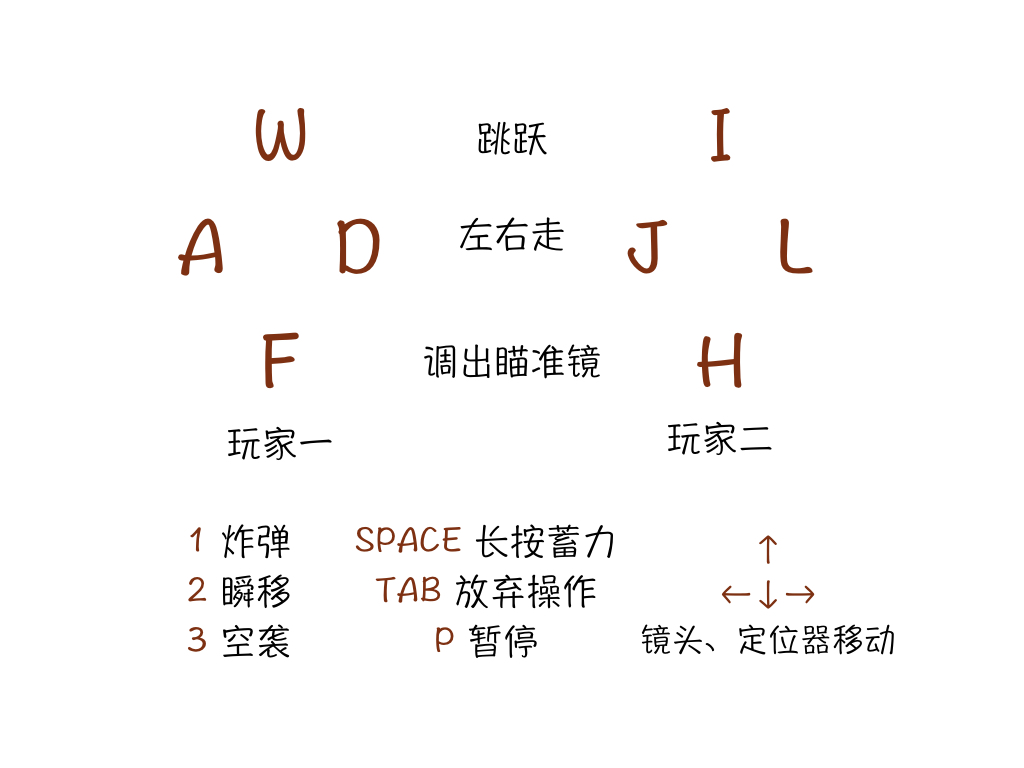 W 跳跃 I
A D 左右走 J L
F 调出瞄准镜 H
玩家一 玩家二
1 炸弹 SPACE 长按蓄力 ↑
2 瞬移 TAB 放弃操作 ←↓→
3 空袭 P 暂停 镜头、定位器移动